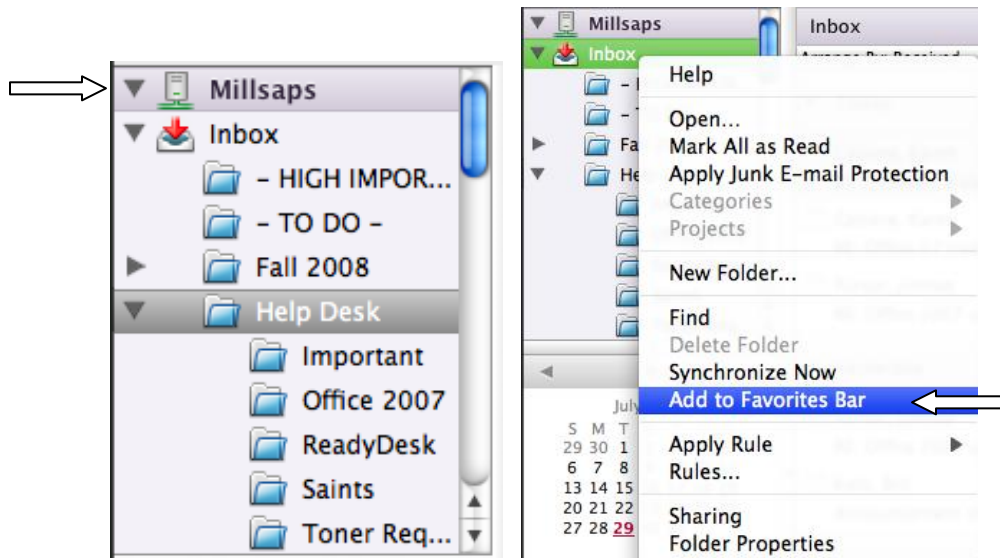 Millsaps
Inbox
– HIGH IMPOR...
– TO DO –
Fall 2008
Help Desk
Important
Office 2007
ReadyDesk
Saints
Toner Req...
Millsaps
Inbox
Inbox
Help
Open...
Mark All as Read
Apply Junk E–mail Protection
Categories
Projects
New Folder...
Find
Delete Folder
Synchronize Now
Add to Favorites Bar
Apply Rule
Rules...
Sharing
Folder Properties
– 
– 
Fa
He
July
S M T
29 30 1
6 7 8
13 14 15
20 21 22
27 28 29